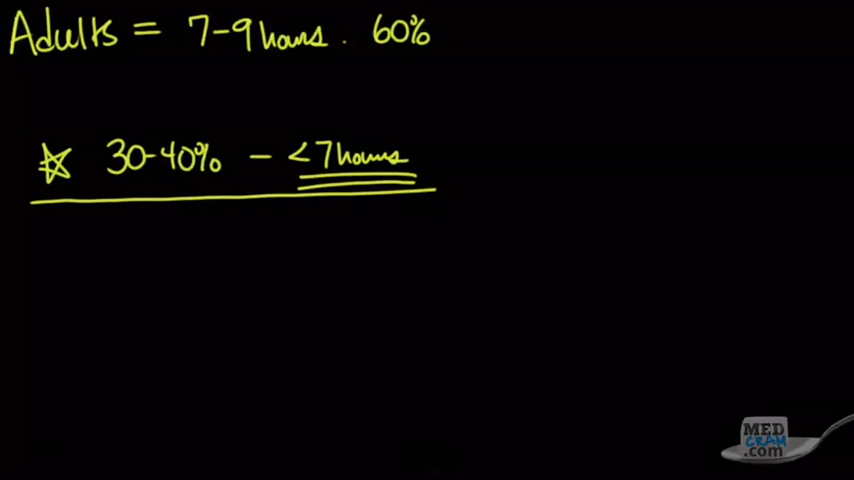 Adults = 7-9 hours. 60%
☆ 30-40% - <7 hours
MED
CRAM
.com